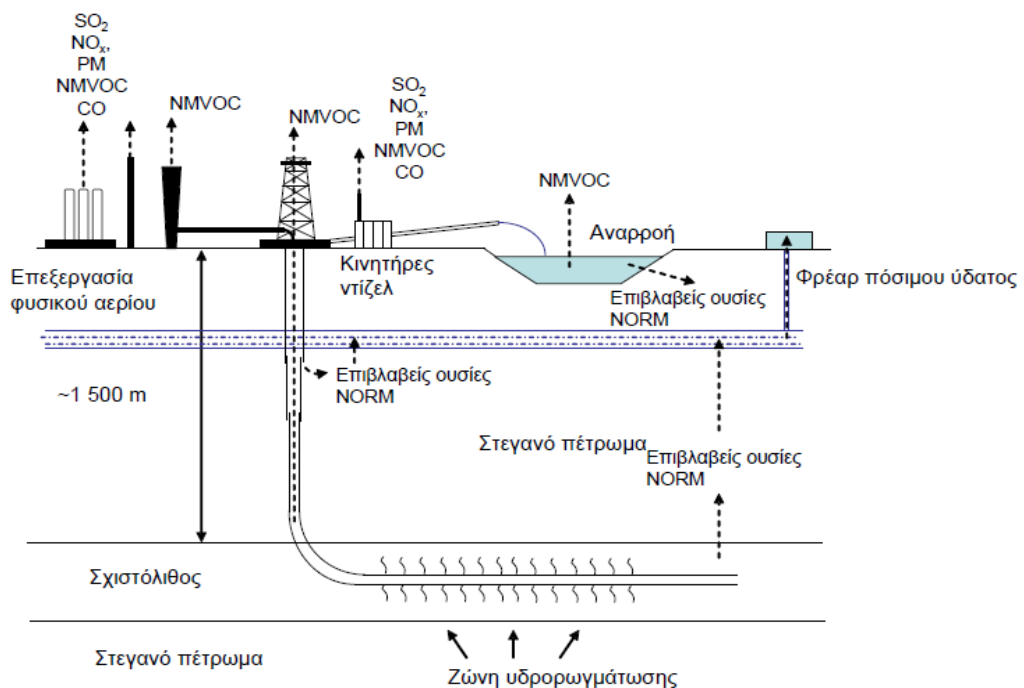 SO₂
NOₓ,
PM
NMVOC
CO
NMVOC
NMVOC
SO₂
NOₓ,
PM
NMVOC
CO
NMVOC
Αναρροή
Επεξεργασία
φυσικού αερίου
Κινητήρες
ντίζελ
Επιβλαβείς ουσίες
NORM
Φρέαρ πόσιμου ύδατος
~1 500 m
Επιβλαβείς ουσίες
NORM
Στεγανό πέτρωμα
Επιβλαβείς ουσίες
NORM
Σχιστόλιθος
Στεγανό πέτρωμα
Ζώνη υδρορωγμάτωσης